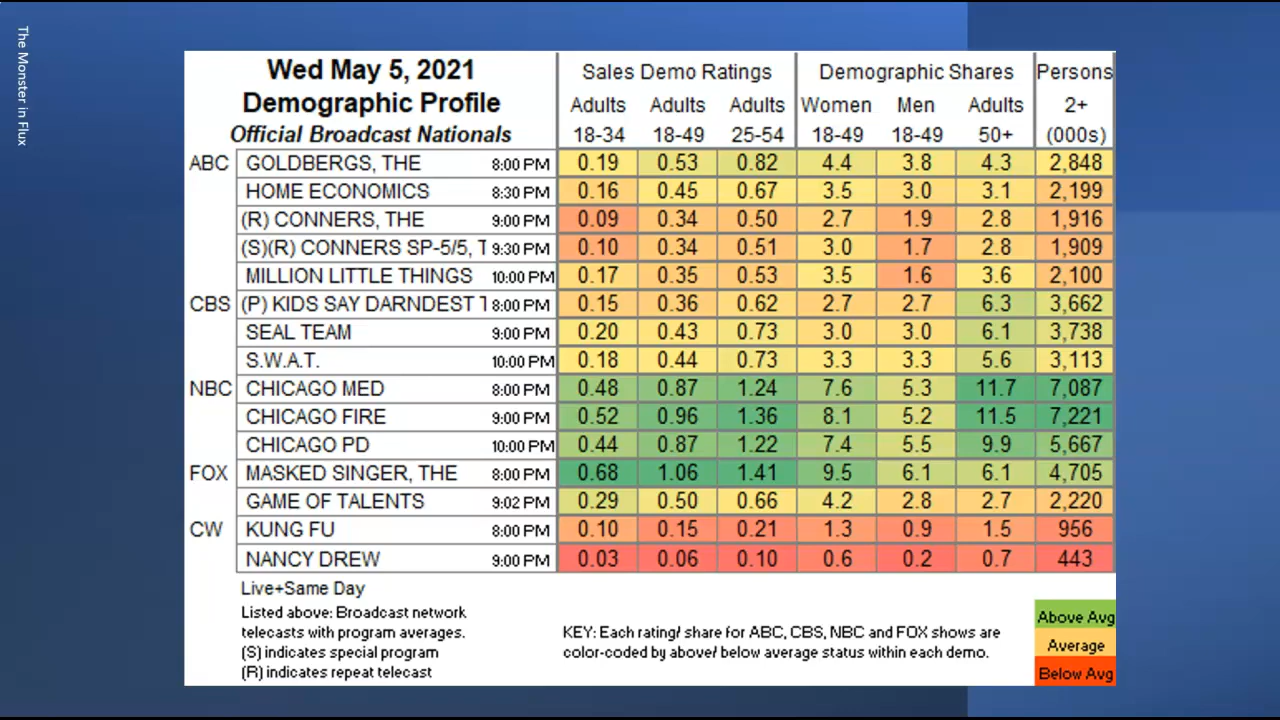 The Monster in Flux
Wed May 5, 2021
Demographic Profile
Official Broadcast Nationals
Sales Demo Ratings Demographic Shares Persons
Adults Adults Adults Women Men Adults 2+
18-34 18-49 25-54 18-49 18-49 50+ (000s)
ABC GOLDBERGS, THE 8:00 PM 0.19 0.53 0.82 4.4 3.8 4.3 2,848
HOME ECONOMICS 8:30 PM 0.16 0.45 0.67 3.5 3.0 3.1 2,199
(R) CONNERS, THE 9:00 PM 0.09 0.34 0.50 2.7 1.9 2.8 1,916
(S)(R) CONNERS SP-5/5, T 9:30 PM 0.10 0.34 0.51 3.0 1.7 2.8 1,909
MILLION LITTLE THINGS 10:00 PM 0.17 0.35 0.53 3.5 1.6 3.6 2,100
CBS (P) KIDS SAY DARNDEST T 8:00 PM 0.15 0.36 0.62 2.7 2.7 6.3 3,662
SEAL TEAM 9:00 PM 0.20 0.43 0.73 3.0 3.0 6.1 3,738
S.W.A.T. 10:00 PM 0.18 0.44 0.73 3.3 3.3 5.6 3,113
NBC CHICAGO MED 8:00 PM 0.48 0.87 1.24 7.6 5.3 11.7 7,087
CHICAGO FIRE 9:00 PM 0.52 0.96 1.36 8.1 5.2 11.5 7,221
CHICAGO PD 10:00 PM 0.44 0.87 1.22 7.4 5.5 9.9 5,667
FOX MASKED SINGER, THE 8:00 PM 0.68 1.06 1.41 9.5 6.1 6.1 4,705
GAME OF TALENTS 9:02 PM 0.29 0.50 0.66 4.2 2.8 2.7 2,220
CW KUNG FU 8:00 PM 0.10 0.15 0.21 1.3 0.9 1.5 956
NANCY DREW 9:00 PM 0.03 0.06 0.10 0.6 0.2 0.7 443
Live+Same Day
Listed above: Broadcast network
telecasts with program averages.
(S) indicates special program
(R) indicates repeat telecast
KEY: Each rating/ share for ABC, CBS, NBC and FOX shows are
color-coded by above/ below average status within each demo.
Above Avg
Average
Below Avg